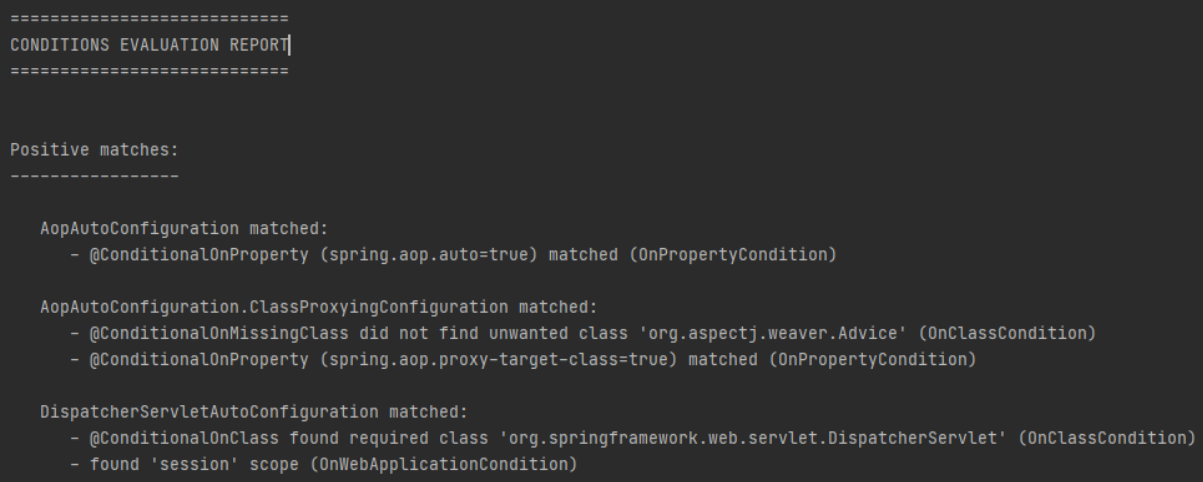 ============================
CONDITIONS EVALUATION REPORT
============================
Positive matches:
-----------------
AopAutoConfiguration matched:
- @ConditionalOnProperty (spring.aop.auto=true) matched (OnPropertyCondition)
AopAutoConfiguration.ClassProxyingConfiguration matched:
- @ConditionalOnMissingClass did not find unwanted class 'org.aspectj.weaver.Advice' (OnClassCondition)
- @ConditionalOnProperty (spring.aop.proxy-target-class=true) matched (OnPropertyCondition)
DispatcherServletAutoConfiguration matched:
- @ConditionalOnClass found required class 'org.springframework.web.servlet.DispatcherServlet' (OnClassCondition)
- found 'session' scope (OnWebApplicationCondition)